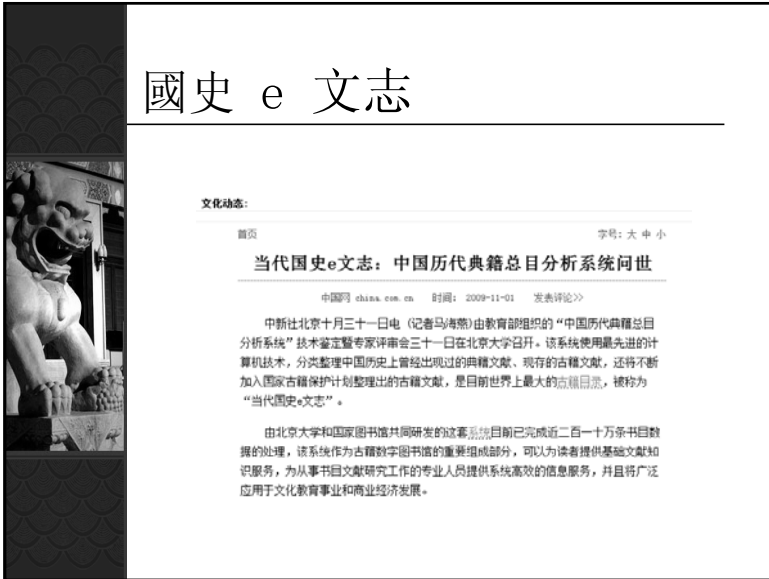 國史 e 文志
文化动态:
首页 字号: 大 中 小
当代国史e文志：中国历代典籍总目分析系统问世
中国网 china.com.cn 时间: 2009-11-01 发表评论>>
中新社北京十月三十一日电 (记者马海燕)由教育部组织的“中国历代典籍总目
分析系统”技术鉴定暨专家评审会三十一日在北京大学召开。该系统使用最先进的计
算机技术，分类整理中国历史上曾经出现过的典籍文献、现存的古籍文献，还将不断
加入国家古籍保护计划整理出的古籍文献，是目前世界上最大的古籍目录，被称为
“当代国史e文志”。
由北京大学和国家图书馆共同研发的这套系统目前已完成近二百一十万条书目数
据的处理，该系统作为古籍数字图书馆的重要组成部分，可以为读者提供基础文献知
识服务，为从事书目文献研究工作的专业人员提供系统高效的信息服务，并且将广泛
应用于文化教育事业和商业经济发展。